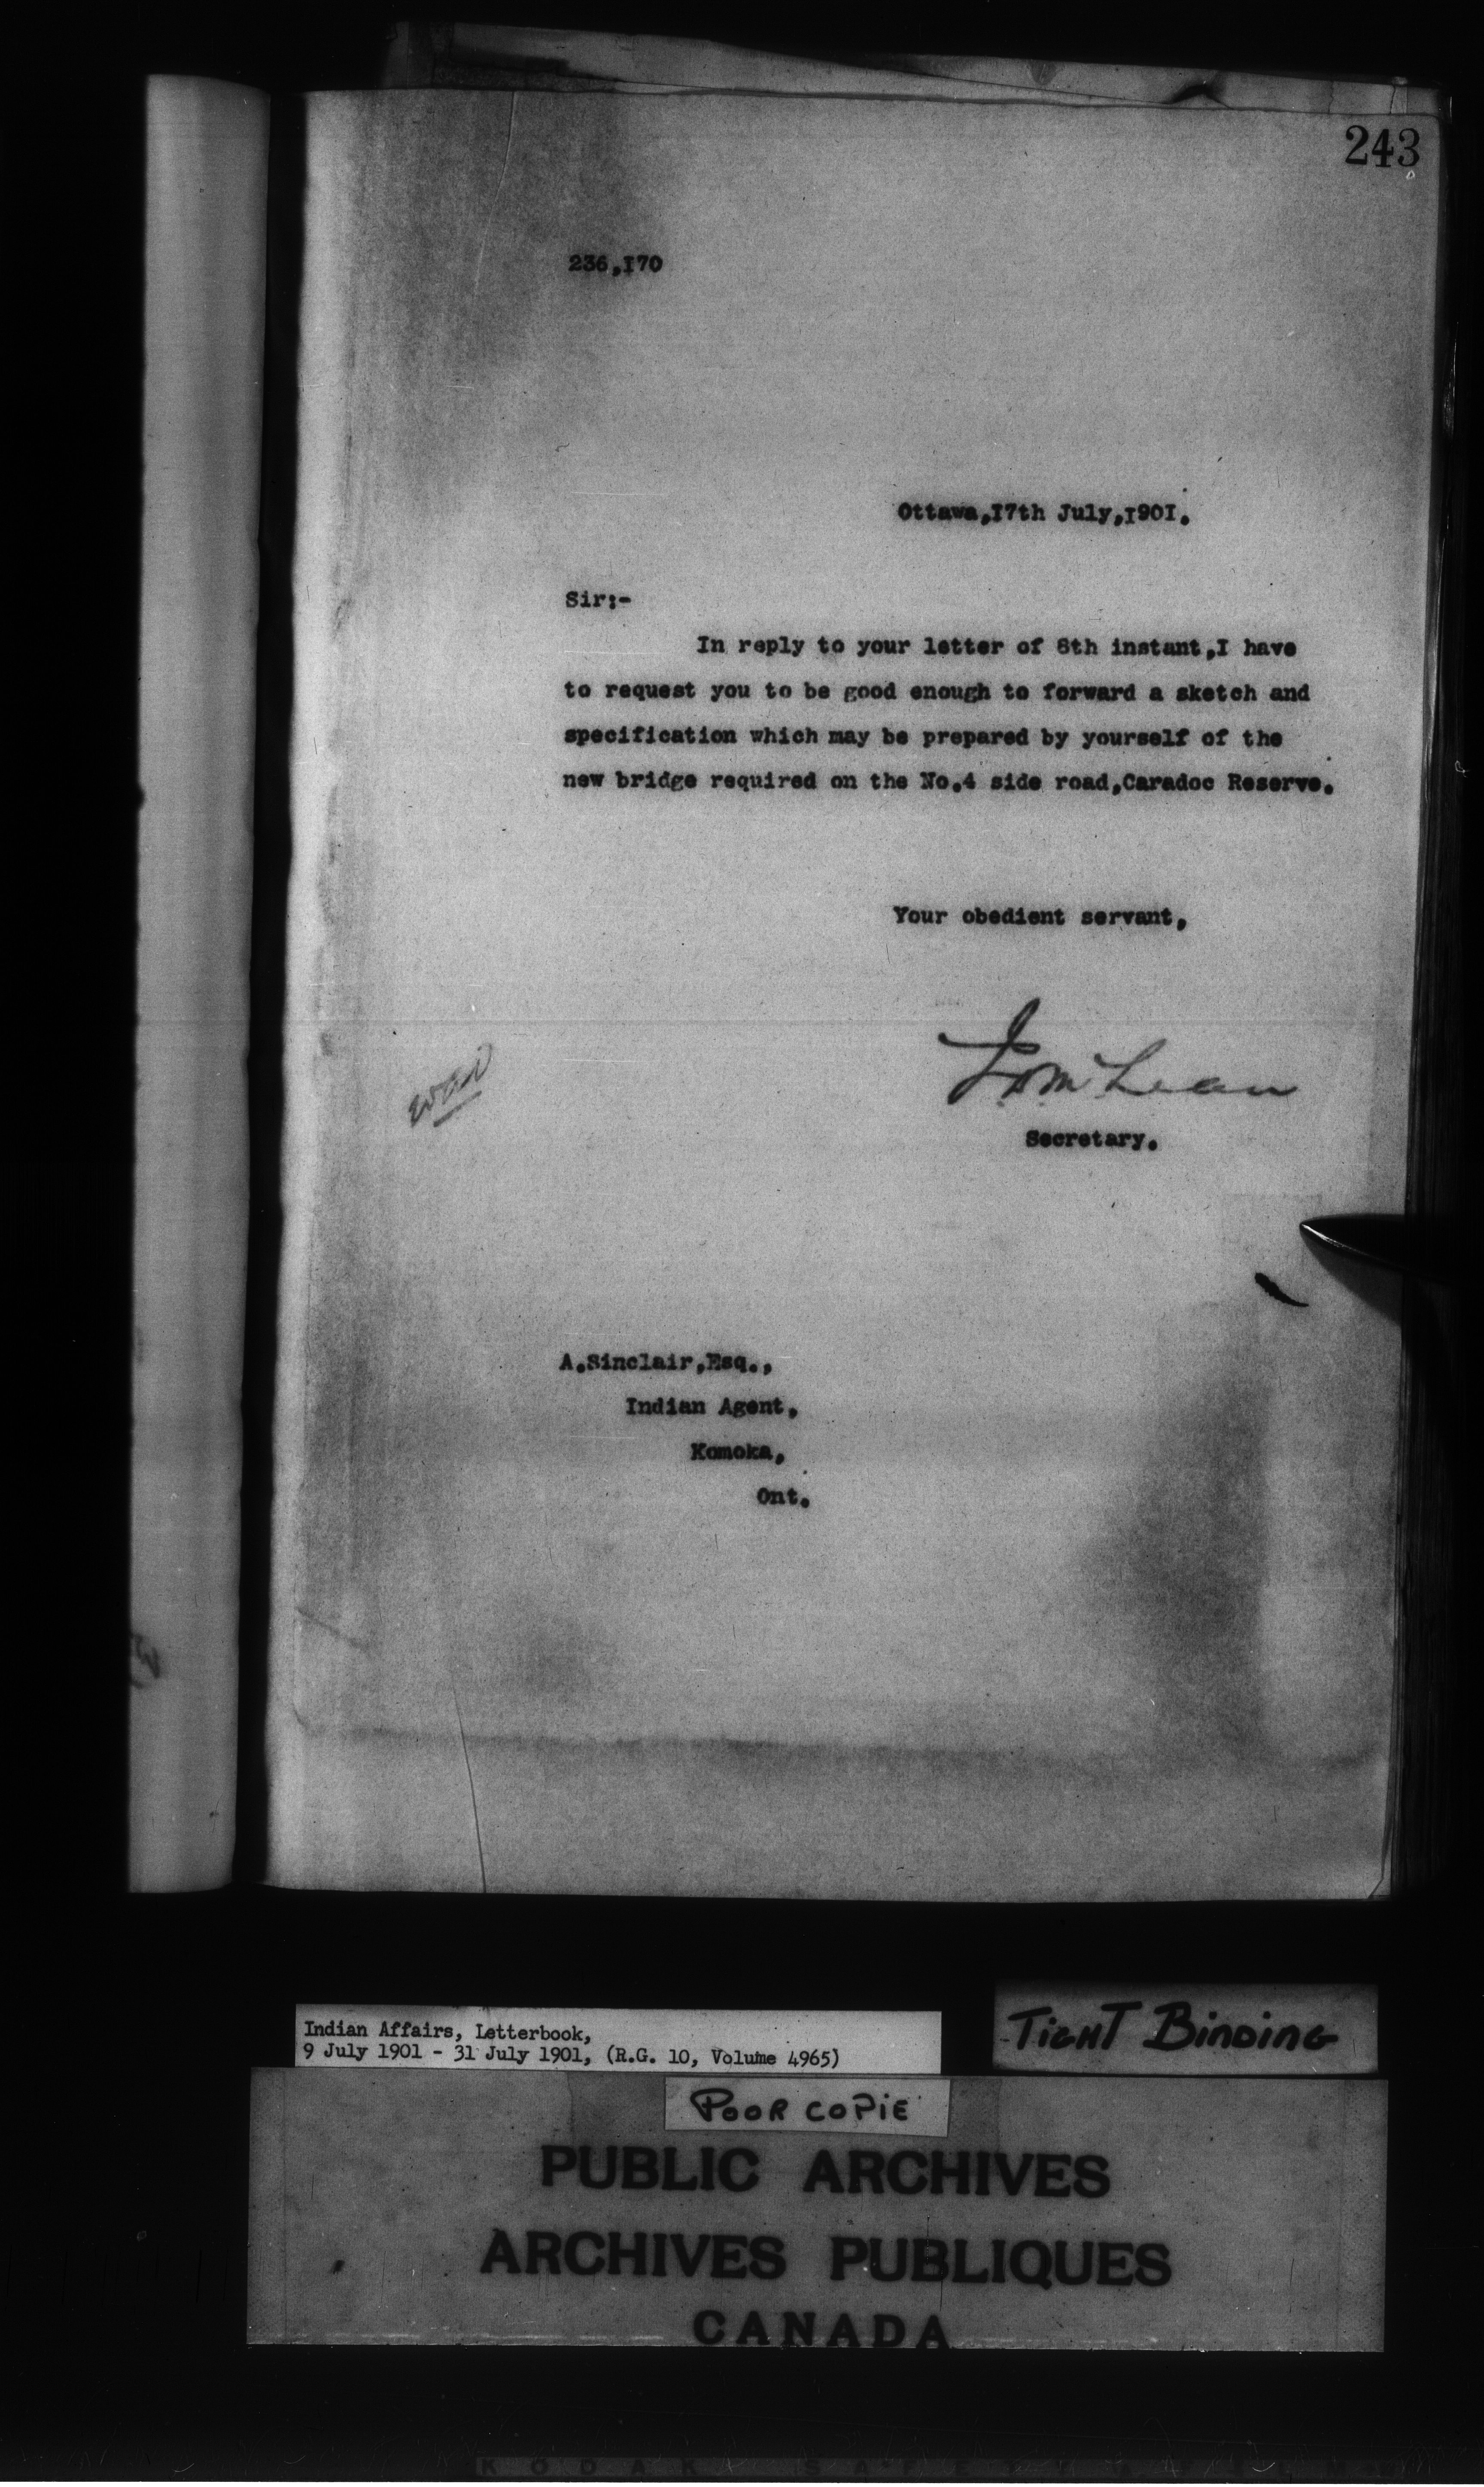 243
236,170
Ottawa,17th July,1901.
Sir:-
In reply to your letter of 8th instant,I have
to request you to be good enough to forward a sketch and
specification which may be prepared by yourself of the
new bridge required on the No.4 side road,Caradoc Reserve.
Your obedient servant,
J.D.McLean
Secretary.
A.Sinclair,Esq.,
Indian Agent,
Komoka,
Ont.
Indian Affairs, Letterbook,
9 July 1901 - 31 July 1901, (R.G. 10, Volume 4965)
TIGHT BINDING
POOR COPIE
PUBLIC ARCHIVES
ARCHIVES PUBLIQUES
CANADA